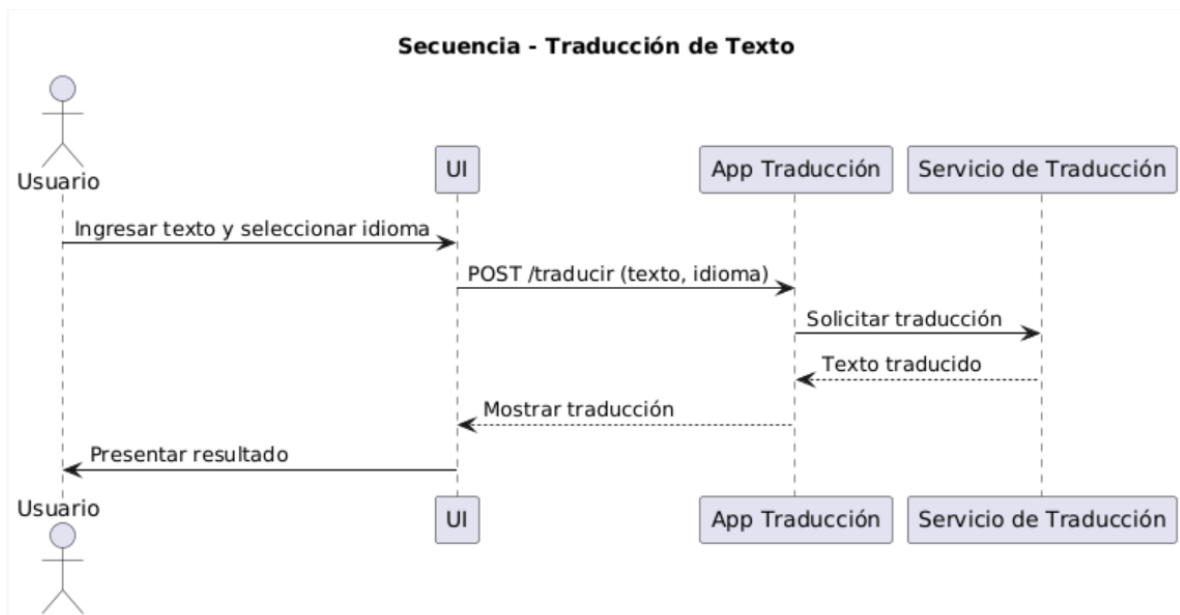 Secuencia - Traducción de Texto
Usuario
UI
App Traducción
Servicio de Traducción
Ingresar texto y seleccionar idioma
POST /traducir (texto, idioma)
Solicitar traducción
Texto traducido
Mostrar traducción
Presentar resultado
Usuario
UI
App Traducción
Servicio de Traducción